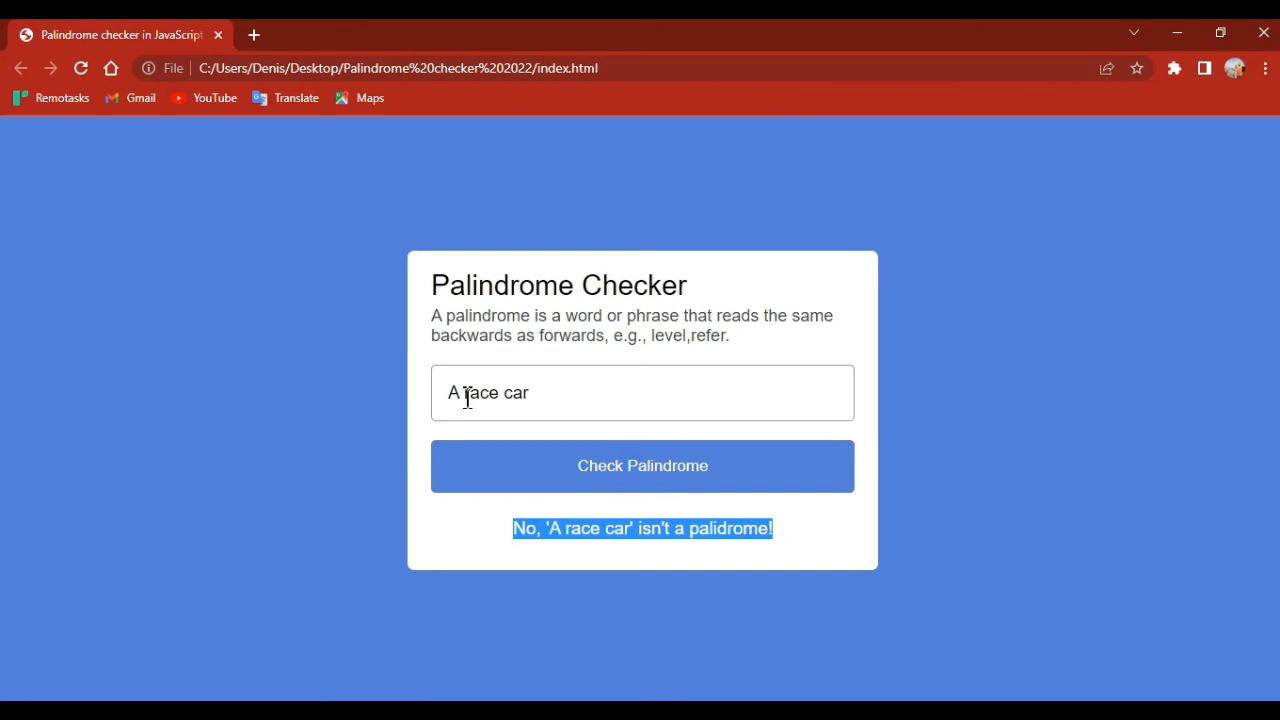 Palindrome checker in JavaScript
File
C:/Users/Denis/Desktop/Palindrome%20checker%202022/index.html
Remotasks Gmail YouTube Translate Maps
Palindrome Checker
A palindrome is a word or phrase that reads the same
backwards as forwards, e.g., level,refer.
A race car
Check Palindrome
No, 'A race car' isn't a palidrome!